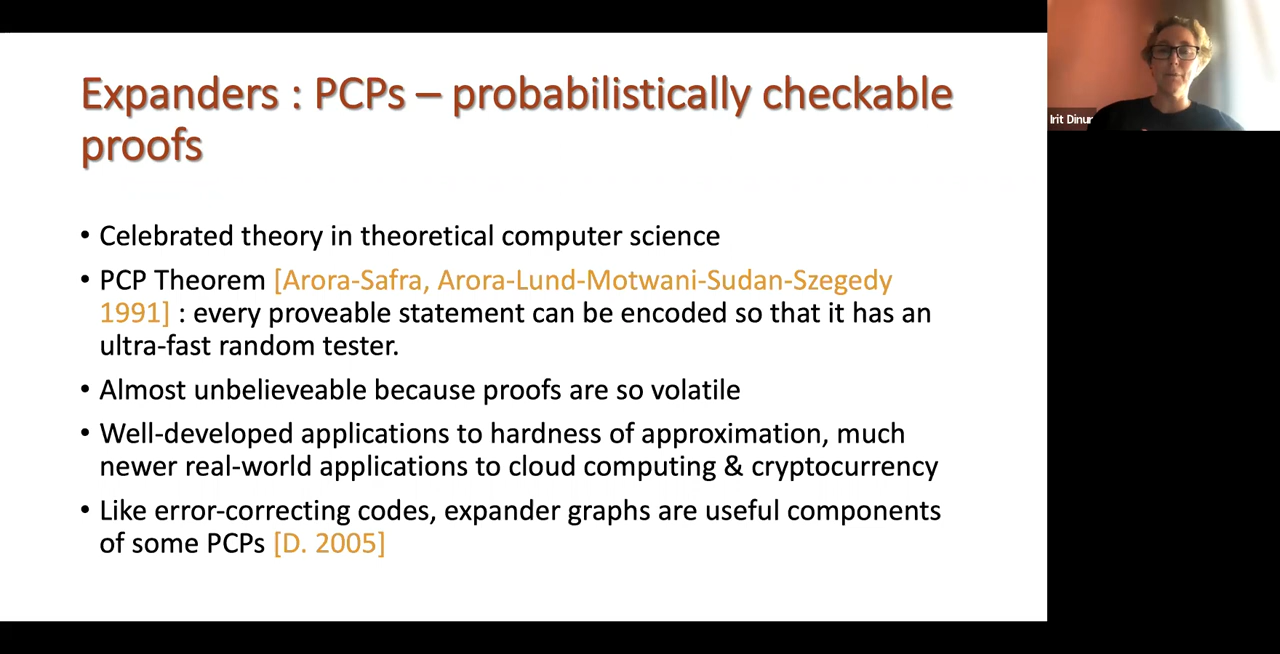 Expanders : PCPs – probabilistically checkable
proofs
• Celebrated theory in theoretical computer science
• PCP Theorem [Arora-Safra, Arora-Lund-Motwani-Sudan-Szegedy
1991] : every proveable statement can be encoded so that it has an
ultra-fast random tester.
• Almost unbelieveable because proofs are so volatile
• Well-developed applications to hardness of approximation, much
newer real-world applications to cloud computing & cryptocurrency
• Like error-correcting codes, expander graphs are useful components
of some PCPs [D. 2005]
Irit Dinur